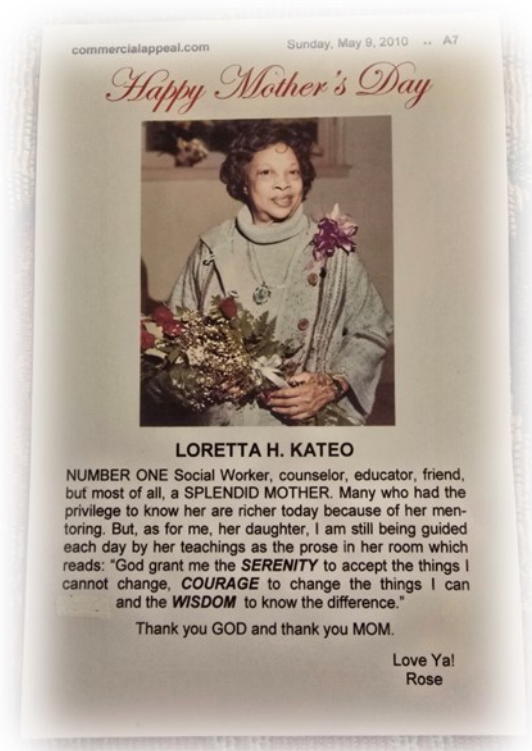 commercialappeal.com Sunday, May 9, 2010 .. A7
Happy Mother's Day
LORETTA H. KATEO
NUMBER ONE Social Worker, counselor, educator, friend,
but most of all, a SPLENDID MOTHER. Many who had the
privilege to know her are richer today because of her men-
toring. But, as for me, her daughter, I am still being guided
each day by her teachings as the prose in her room which
reads: "God grant me the SERENITY to accept the things I
cannot change, COURAGE to change the things I can
and the WISDOM to know the difference."
Thank you GOD and thank you MOM.
Love Ya!
Rose